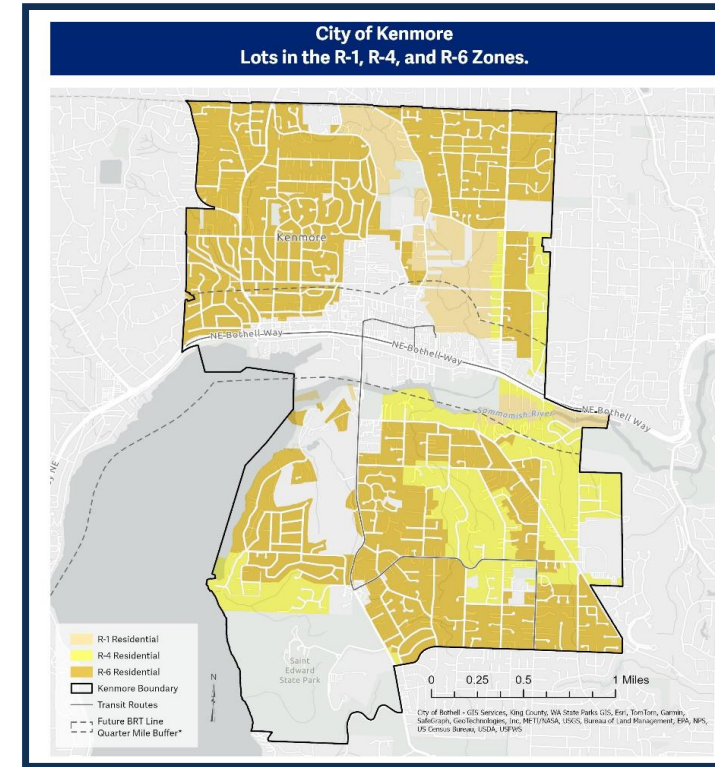 City of Kenmore
Lots in the R-1, R-4, and R-6 Zones.
Kenmore
NE Bothell Way
NE Bothell Way
Sammamish River
NE Bothell Way
R-1 Residential
R-4 Residential
R-6 Residential
Kenmore Boundary
Transit Routes
Future BRT Line
Quarter Mile Buffer*
N
Saint
Edward
State Park
0 0.25 0.5 1 Miles
City of Bothell - GIS Services, King County, WA State Parks GIS, Esri, TomTom, Garmin,
SafeGraph, GeoTechnologies, Inc, METI/NASA, USGS, Bureau of Land Management, EPA, NPS,
US Census Bureau, USDA, USFWS